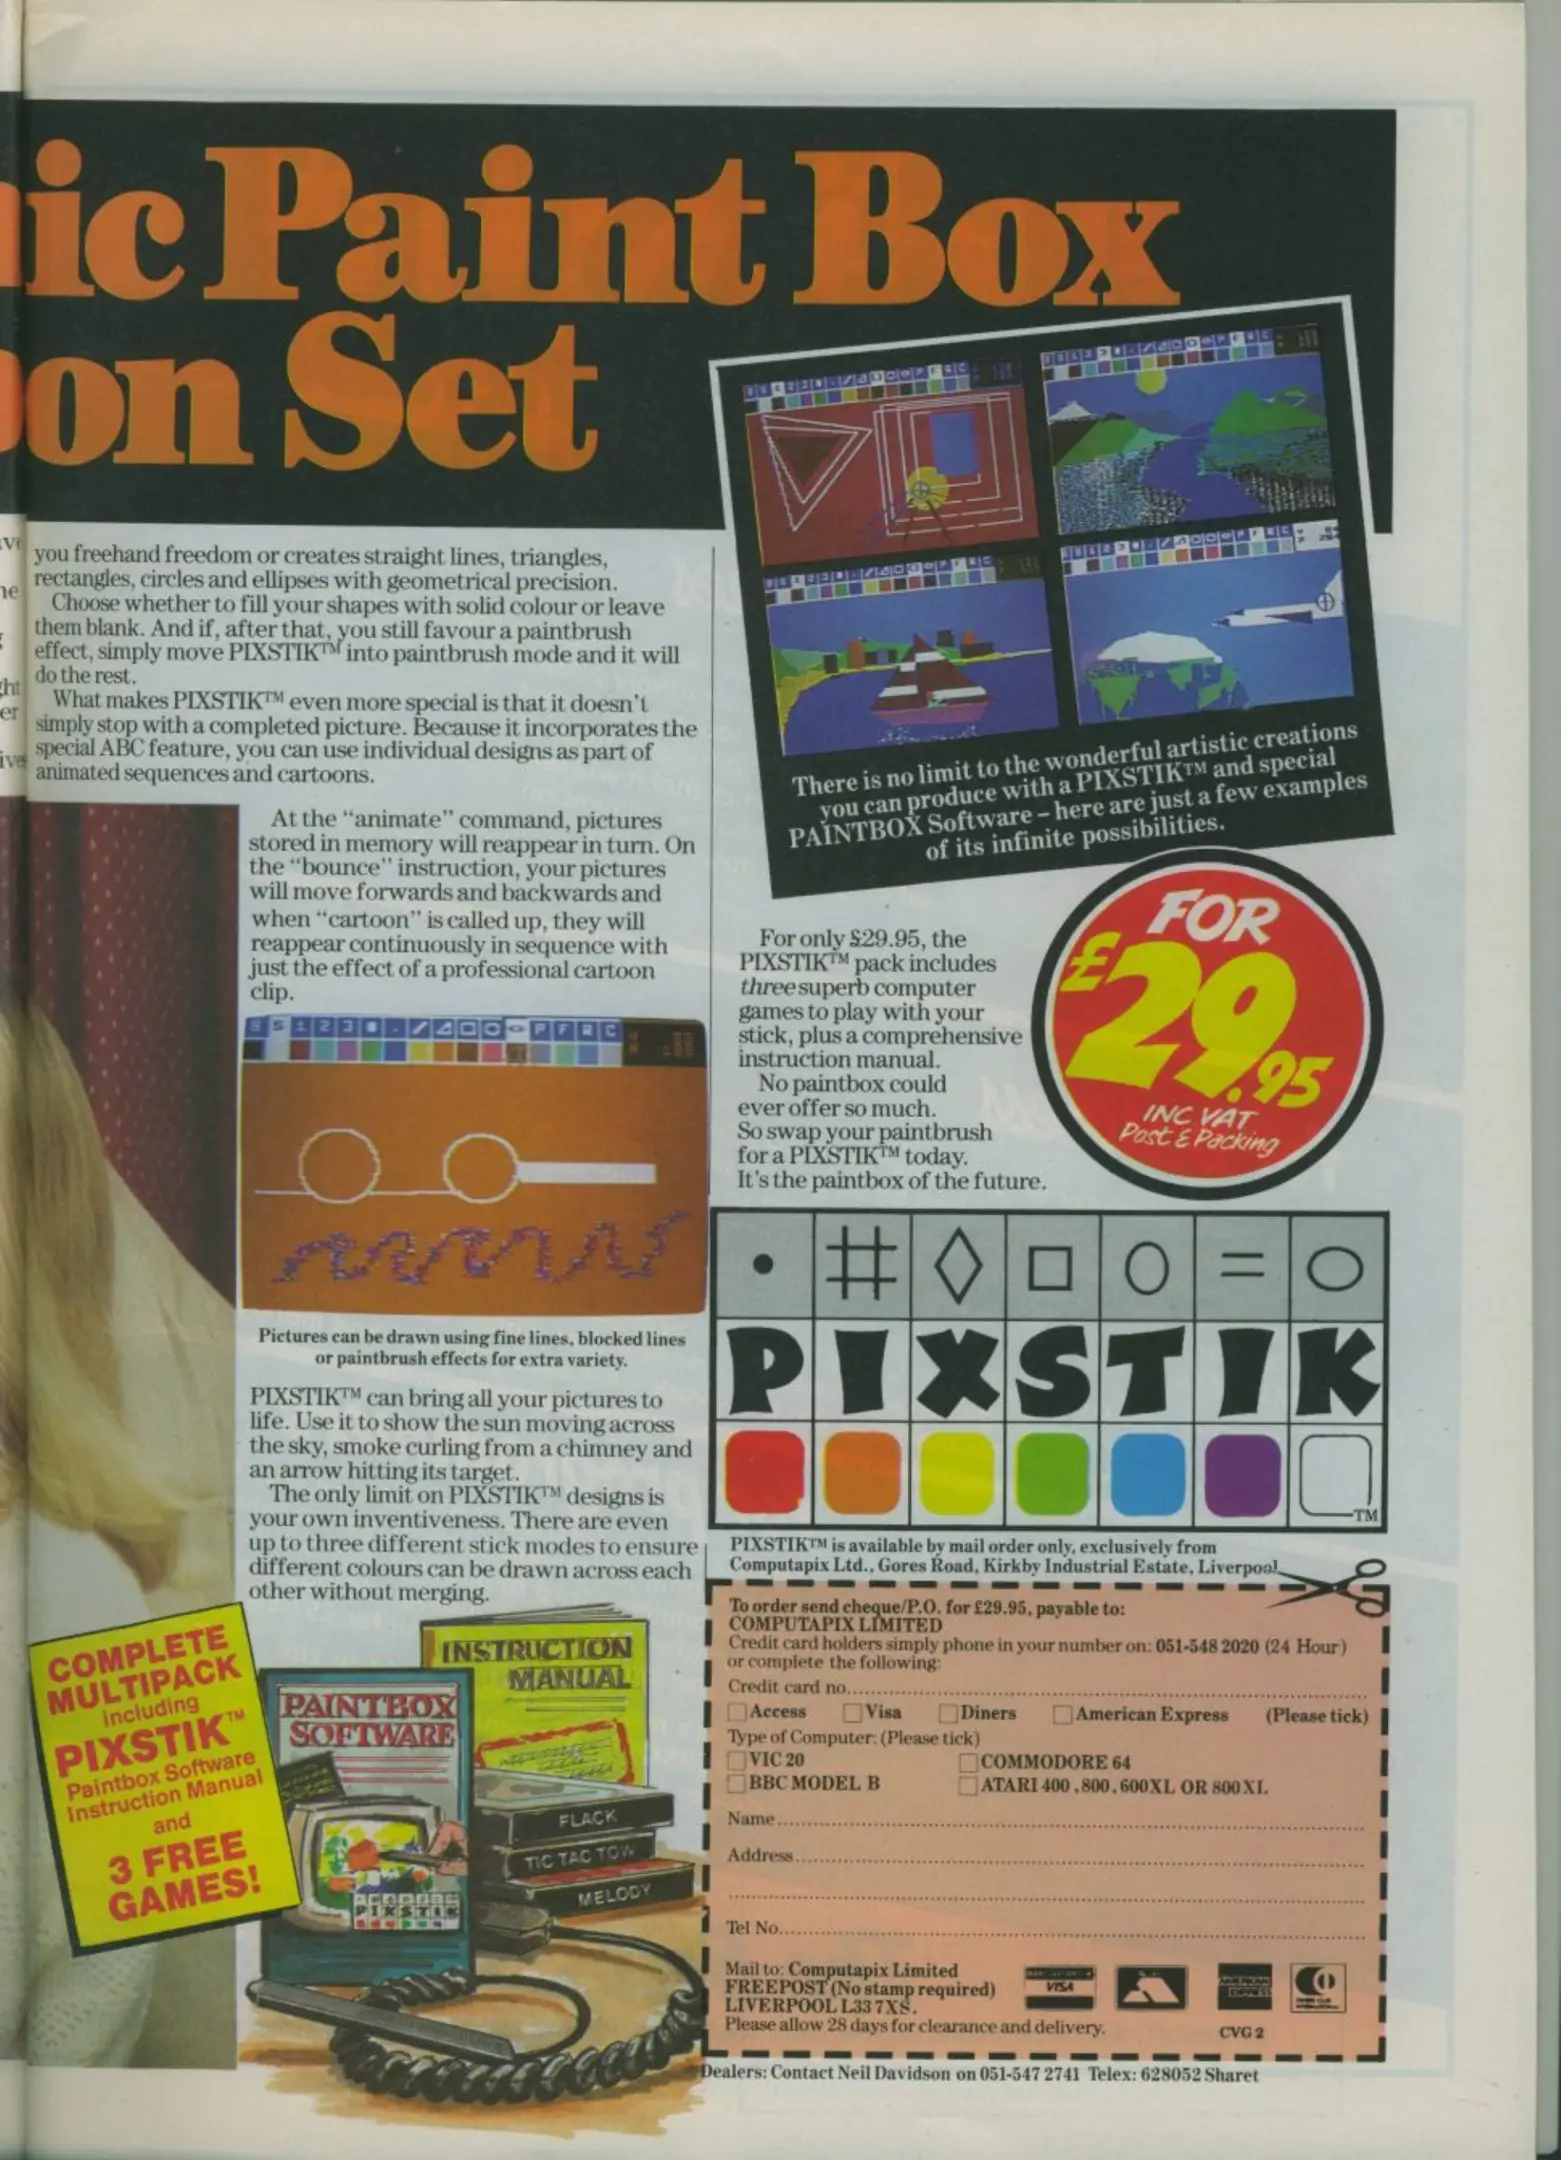 ic Paint Box
on Set
you freehand freedom or creates straight lines, triangles,
rectangles, circles and ellipses with geometrical precision.
Choose whether to fill your shapes with solid colour or leave
them blank. And if, after that, you still favour a paintbrush
effect, simply move PIXSTIK™ into paintbrush mode and it will
do the rest.
What makes PIXSTIK™ even more special is that it doesn't
simply stop with a completed picture. Because it incorporates the
special ABC feature, you can use individual designs as part of
animated sequences and cartoons.
At the "animate" command, pictures
stored in memory will reappear in turn. On
the "bounce" instruction, your pictures
will move forwards and backwards and
when "cartoon" is called up, they will
reappear continuously in sequence with
just the effect of a professional cartoon
clip.
Pictures can be drawn using fine lines, blocked lines
or paintbrush effects for extra variety.
PIXSTIK™ can bring all your pictures to
life. Use it to show the sun moving across
the sky, smoke curling from a chimney and
an arrow hitting its target.
The only limit on PIXSTIK™ designs is
your own inventiveness. There are even
up to three different stick modes to ensure
different colours can be drawn across each
other without merging.
COMPLETE
MULTIPACK
including
PIXSTIK™
Paintbox Software
Instruction Manual
and
3 FREE
GAMES!
INSTRUCTION
MANUAL
PAINTBOX
SOFTWARE
FLACK
TIC TAC TOW
MELODY
PIXSTIK
There is no limit to the wonderful artistic creations
you can produce with a PIXSTIK™ and special
PAINTBOX Software – here are just a few examples
of its infinite possibilities.
For only £29.95, the
PIXSTIK™ pack includes
three superb computer
games to play with your
stick, plus a comprehensive
instruction manual.
No paintbox could
ever offer so much.
So swap your paintbrush
for a PIXSTIK™ today.
It's the paintbox of the future.
FOR
£29.95
INC VAT
Post & Packing
PIXSTIK
TM
PIXSTIK™ is available by mail order only, exclusively from
Computapix Ltd., Gores Road, Kirkby Industrial Estate, Liverpool
To order send cheque/P.O. for £29.95, payable to:
COMPUTAPIX LIMITED
Credit card holders simply phone in your number on: 051-548 2020 (24 Hour)
or complete the following:
Credit card no.
Access Visa Diners American Express (Please tick)
Type of Computer: (Please tick)
VIC 20 COMMODORE 64
BBC MODEL B ATARI 400, 800, 600XL OR 800XL
Name
Address
Tel No.
Mail to: Computapix Limited
FREEPOST (No stamp required)
LIVERPOOL L33 7XS.
Please allow 28 days for clearance and delivery.
VISA
AMERICAN
EXPRESS
CVG 2
Dealers: Contact Neil Davidson on 051-547 2741 Telex: 628052 Sharet